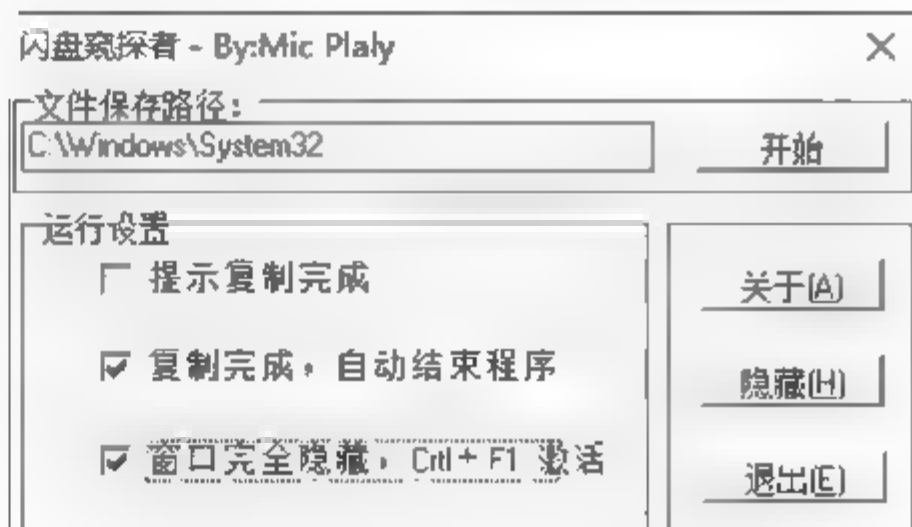 闪盘窥探者 - By:Mic Plaly
文件保存路径：
C:\Windows\System32
开始
运行设置
提示复制完成
关于(A)
复制完成，自动结束程序
隐藏(H)
窗口完全隐藏，Crtl + F1 激活
退出(E)